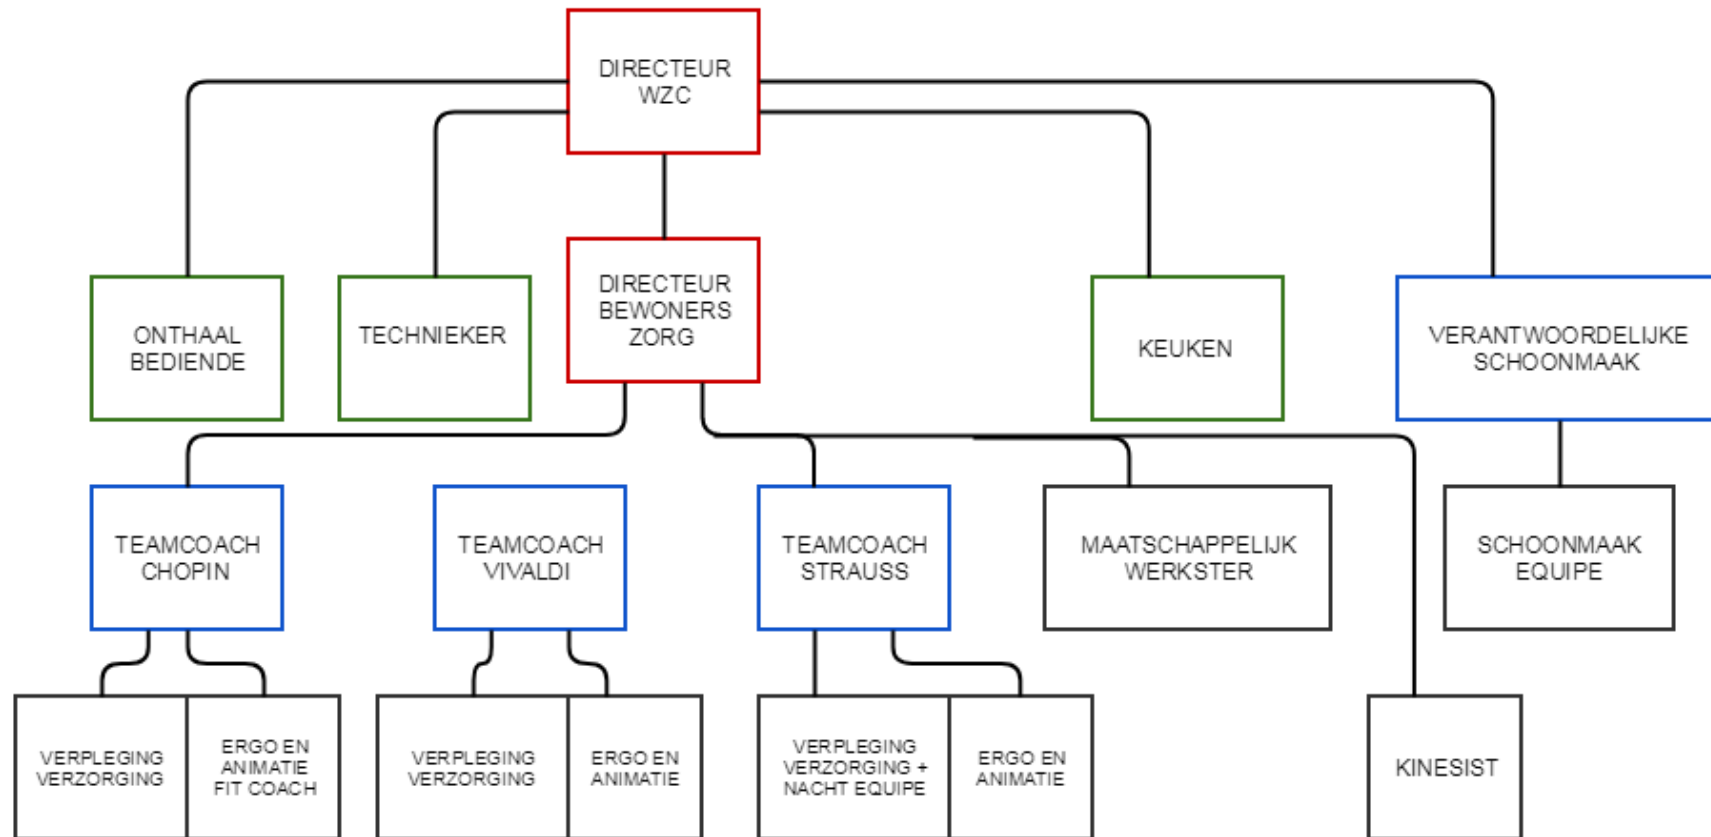 DIRECTEUR
WZC
ONTHAAL
BEDIENDE
TECHNIEKER
DIRECTEUR
BEWONERS
ZORG
KEUKEN
VERANTWOORDELIJKE
SCHOONMAAK
TEAMCOACH
CHOPIN
TEAMCOACH
VIVALDI
TEAMCOACH
STRAUSS
MAATSCHAPPELIJK
WERKSTER
SCHOONMAAK
EQUIPE
VERPLEGING
VERZORGING
ERGO EN
ANIMATIE
FIT COACH
VERPLEGING
VERZORGING
ERGO EN
ANIMATIE
VERPLEGING
VERZORGING +
NACHT EQUIPE
ERGO EN
ANIMATIE
KINESIST